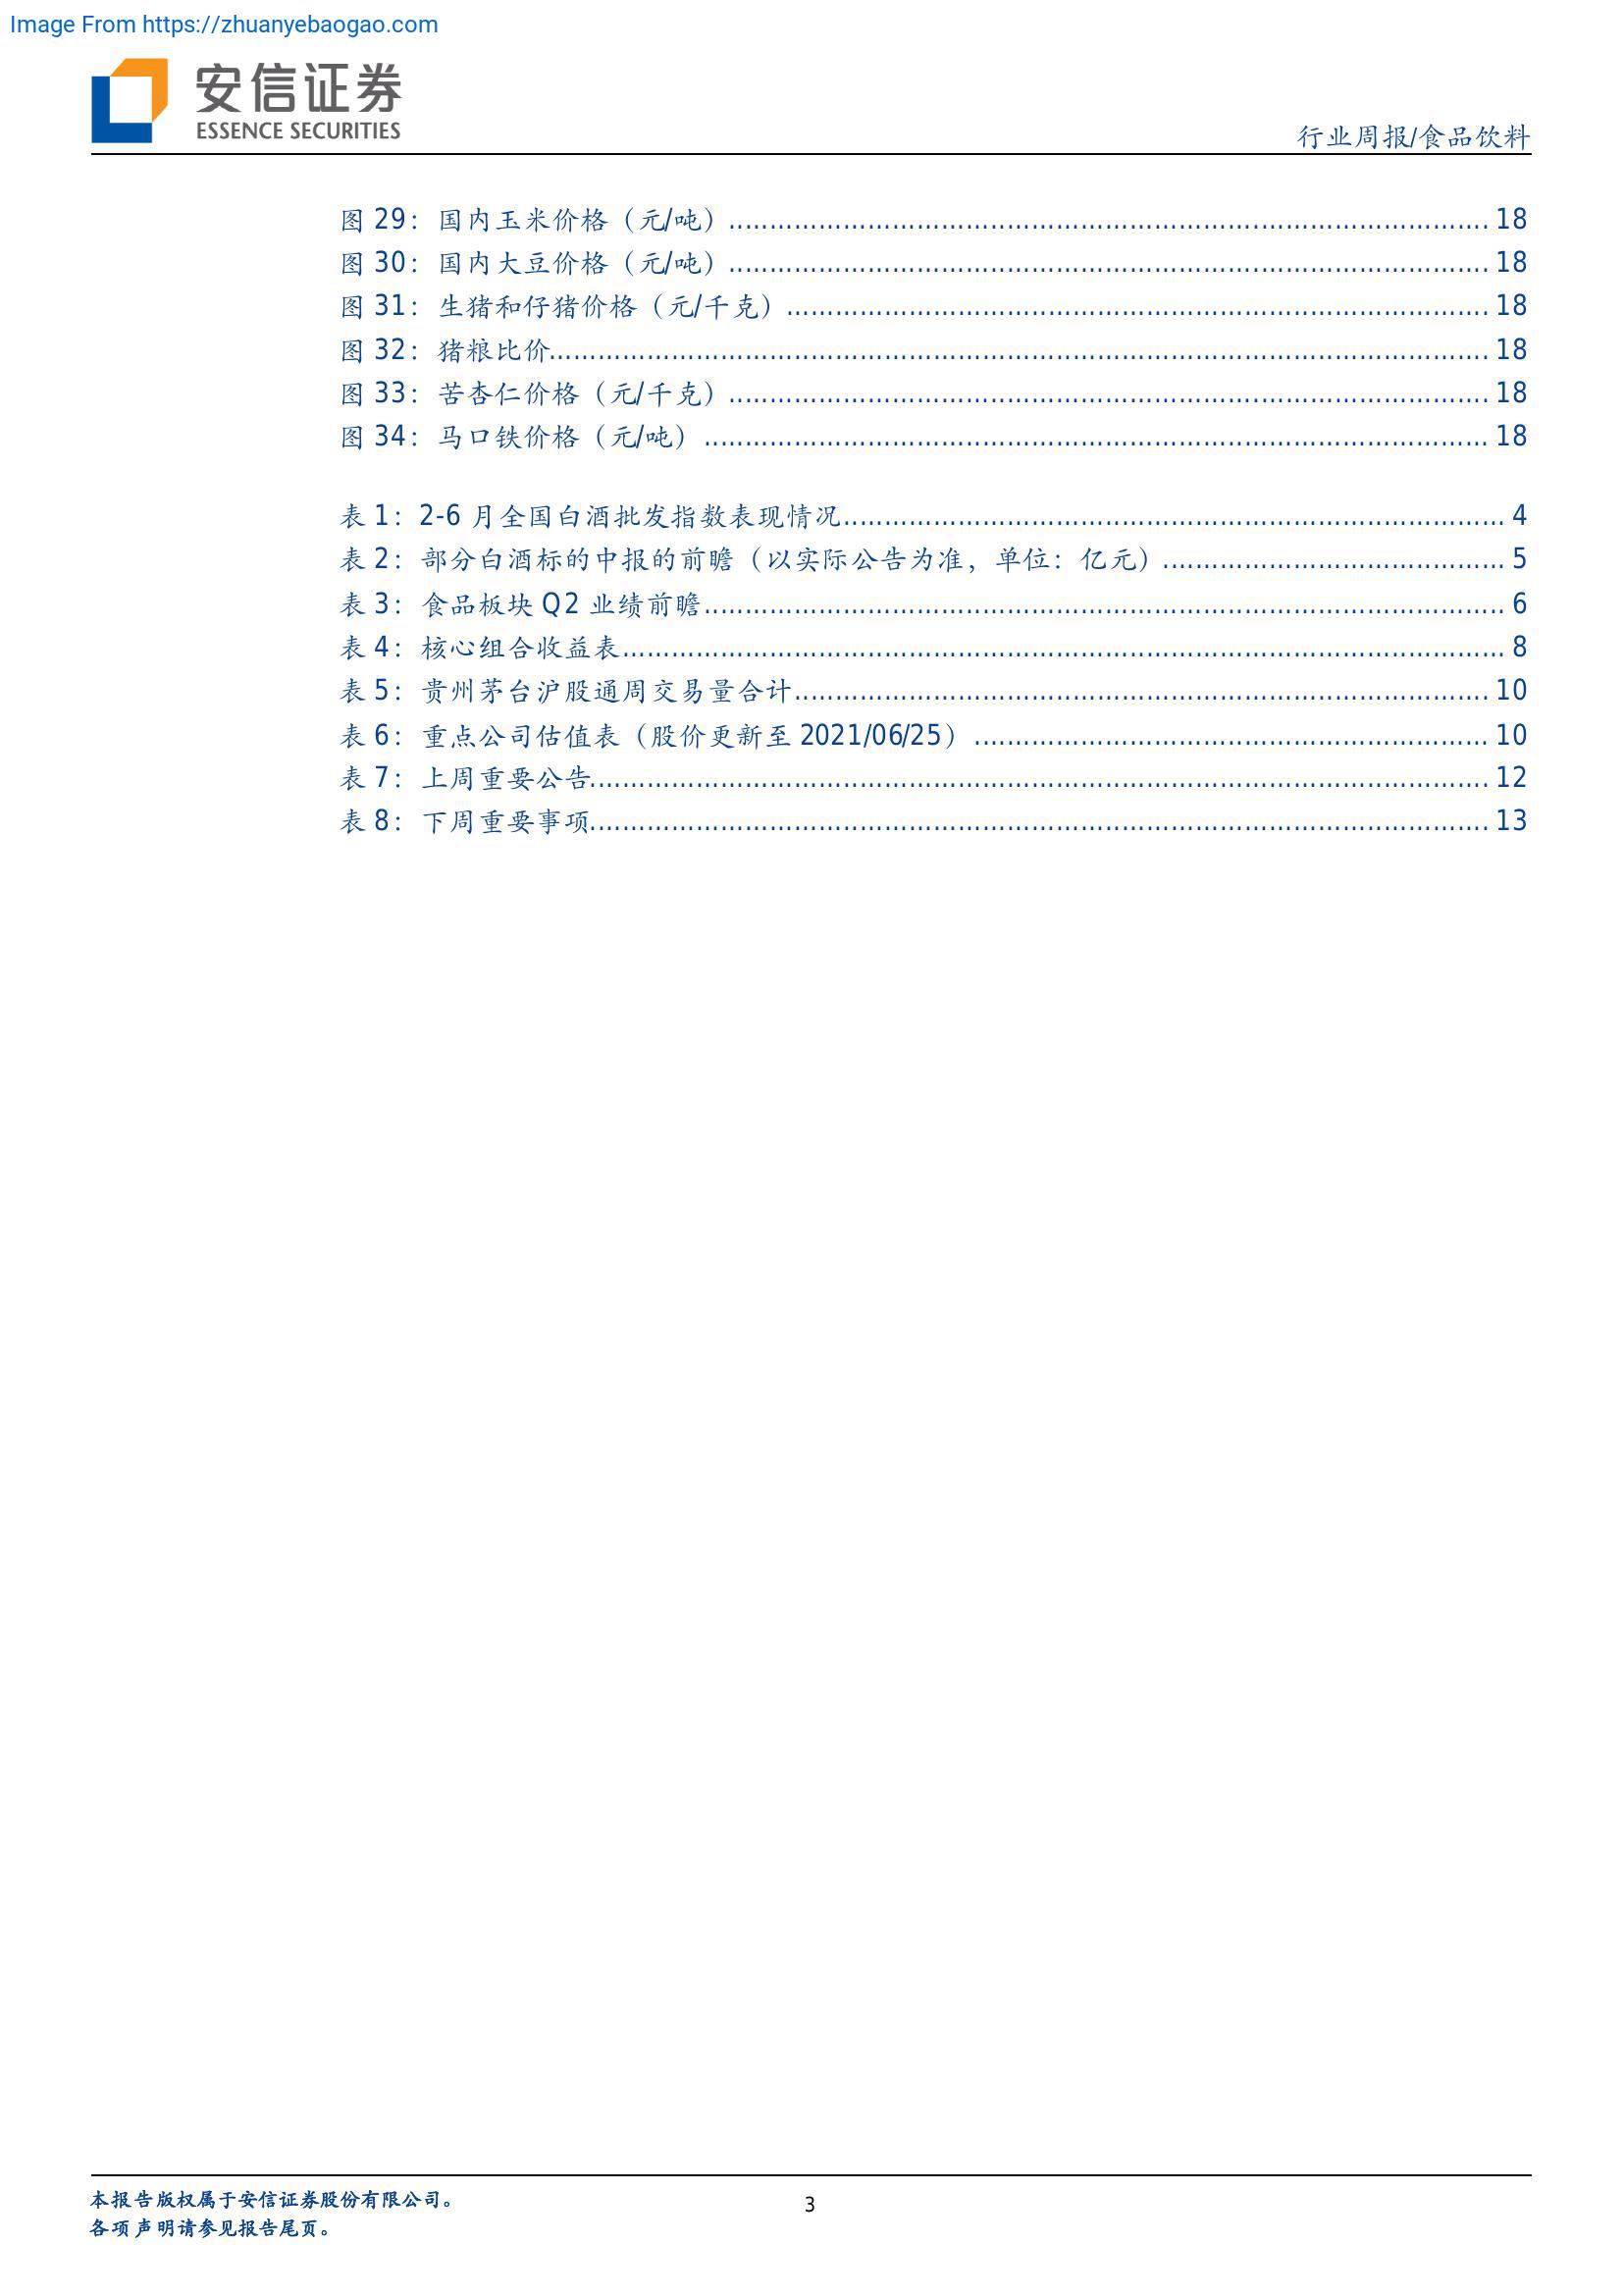 Image From https://zhuanyebaogao.com
安信证券
ESSENCE SECURITIES
行业周报/食品饮料
图 29：国内玉米价格（元/吨）...........................................................................................18
图 30：国内大豆价格（元/吨）...........................................................................................18
图 31：生猪和仔猪价格（元/千克）....................................................................................18
图 32：猪粮比价................................................................................................................18
图 33：苦杏仁价格（元/千克）...........................................................................................18
图 34：马口铁价格（元/吨）..............................................................................................18
表 1：2-6 月全国白酒批发指数表现情况...............................................................................4
表 2：部分白酒标的中报的前瞻（以实际公告为准，单位：亿元）.........................................5
表 3：食品板块 Q2 业绩前瞻................................................................................................6
表 4：核心组合收益表..........................................................................................................8
表 5：贵州茅台沪股通周交易量合计...................................................................................10
表 6：重点公司估值表（股价更新至 2021/06/25）..............................................................10
表 7：上周重要公告...........................................................................................................12
表 8：下周重要事项...........................................................................................................13
本报告版权属于安信证券股份有限公司。
3
各项声明请参见报告尾页。